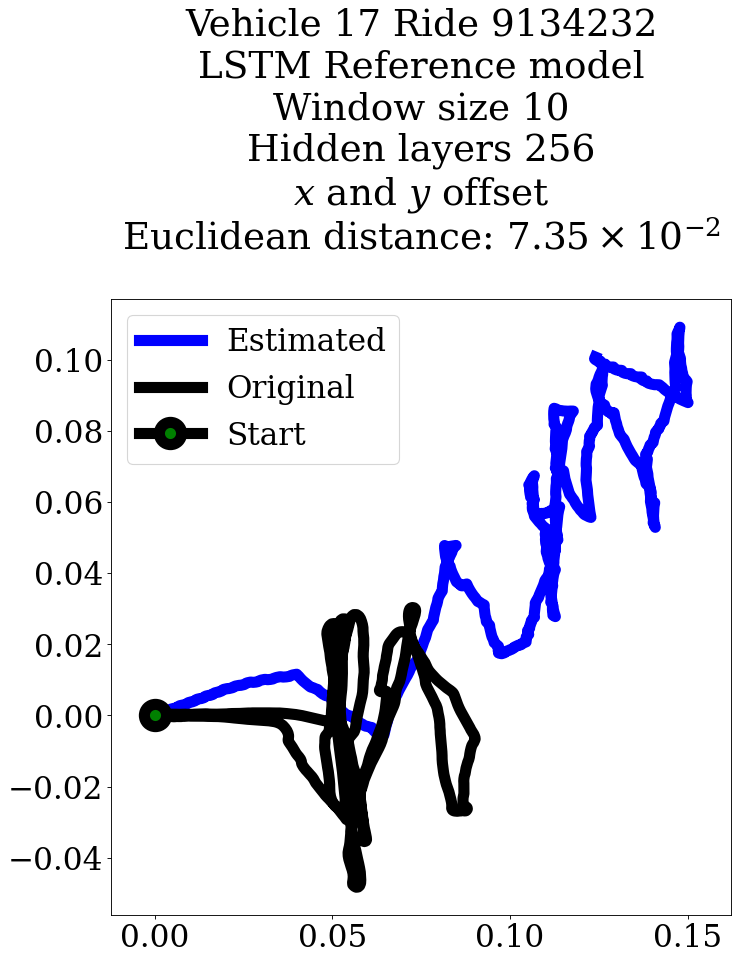 Vehicle 17 Ride 9134232
LSTM Reference model
Window size 10
Hidden layers 256
x and y offset
Euclidean distance: 7.35 × 10⁻²
Estimated
Original
Start
0.10
0.08
0.06
0.04
0.02
0.00
−0.02
−0.04
0.00 0.05 0.10 0.15